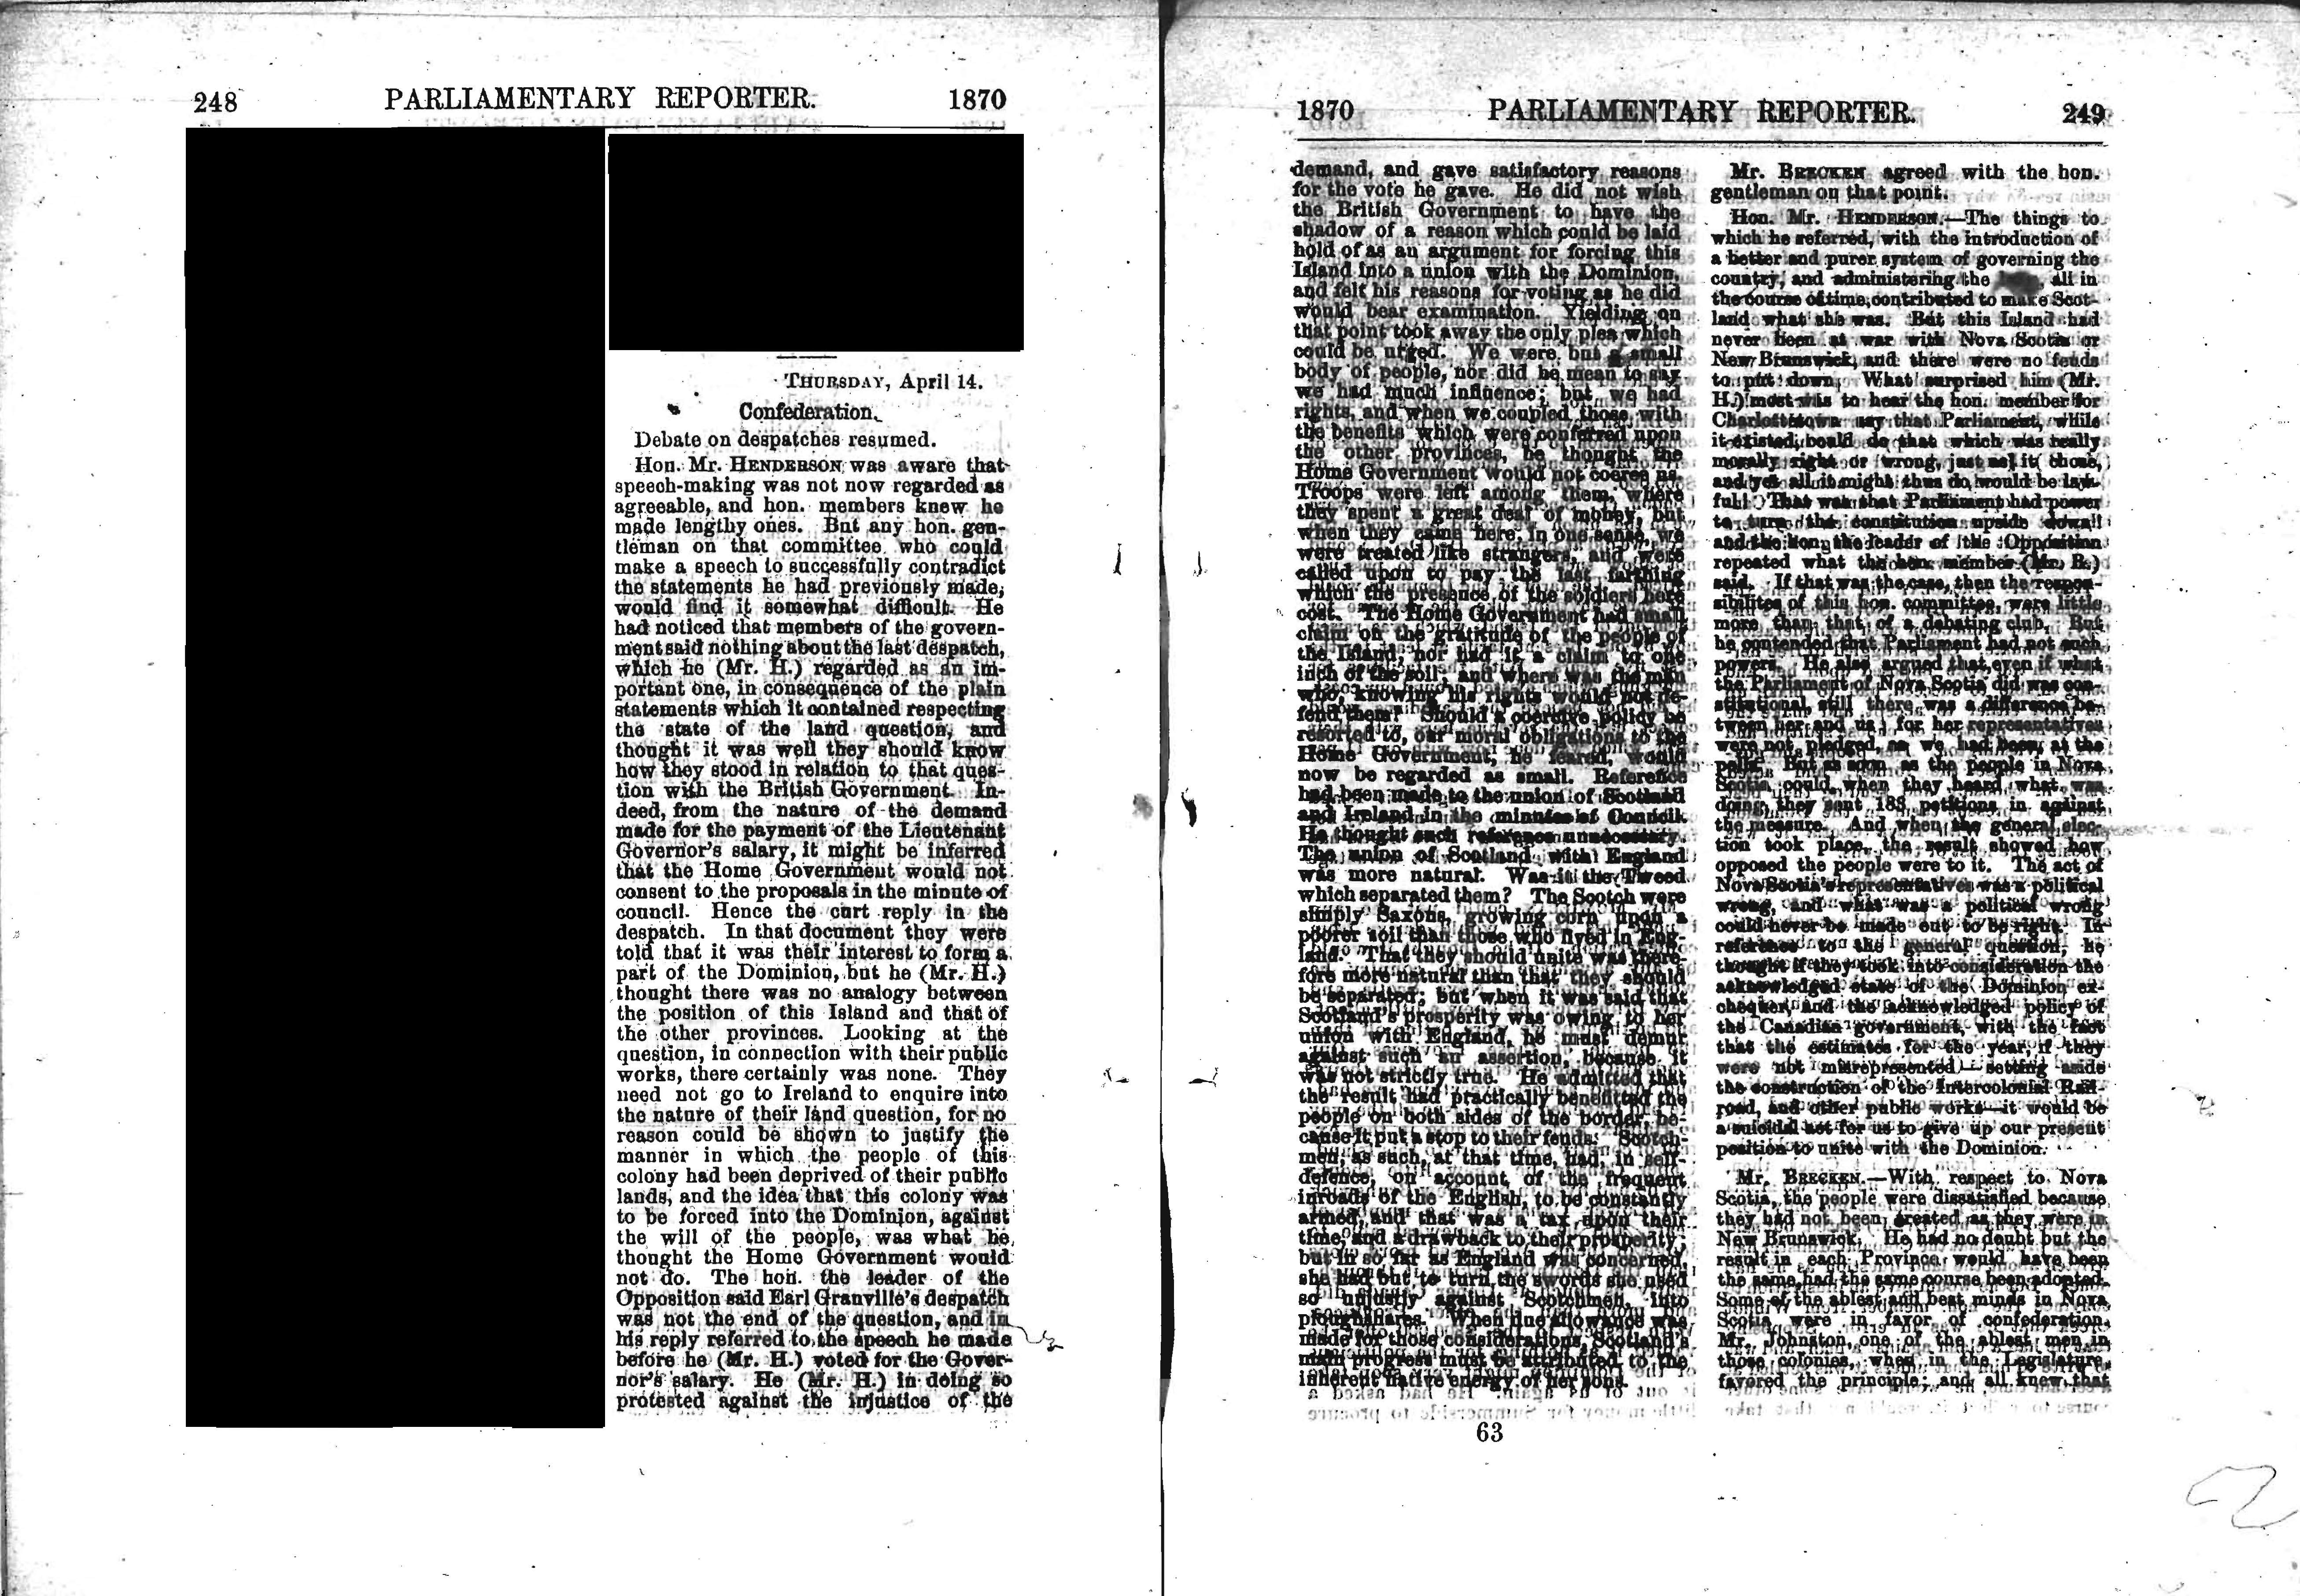 248 PARLIAMENTARY REPORTER. 1870
THURSDAY, April 14.
Confederation.
Debate on despatches resumed.
Hon. Mr. HENDERSON was aware that
speech-making was not now regarded as
agreeable, and hon. members knew he
made lengthy ones. But any hon. gen-
tleman on that committee who could
make a speech to successfully contradict
the statements he had previously made,
would find it somewhat difficult. He
had noticed that members of the govern-
ment said nothing about the last despatch,
which he (Mr. H.) regarded as an im-
portant one, in consequence of the plain
statements which it contained respecting
the state of the land question, and
thought it was well they should know
how they stood in relation to that ques-
tion with the British Government. In-
deed, from the nature of the demand
made for the payment of the Lieutenant
Governor's salary, it might be inferred
that the Home Government would not
consent to the proposals in the minute of
council. Hence the curt reply in the
despatch. In that document they were
told that it was their interest to form a
part of the Dominion, but he (Mr. H.)
thought there was no analogy between
the position of this Island and that of
the other provinces. Looking at the
question, in connection with their public
works, there certainly was none. They
need not go to Ireland to enquire into
the nature of their land question, for no
reason could be shown to justify the
manner in which the people of this
colony had been deprived of their public
lands, and the idea that this colony was
to be forced into the Dominion, against
the will of the people, was what he
thought the Home Government would
not do. The hon. the leader of the
Opposition said Earl Granville's despatch
was not the end of the question, and in
his reply referred to the speech he made
before he (Mr. H.) voted for the Gover-
nor's salary. He (Mr. H.) in doing so
protested against the injustice of the
1870 PARLIAMENTARY REPORTER. 249
demand, and gave satisfactory reasons
for the vote he gave. He did not wish
the British Government to have the
shadow of a reason which could be laid
hold of as an argument for forcing this
Island into a union with the Dominion,
and felt his reasons for voting as he did
would bear examination. Yielding on
that point took away the only plea which
could be urged. We were but a small
body of people, nor did he mean to say
we had much influence; but we had
rights, and when we coupled those with
the benefits which were conferred upon
the other provinces, he thought the
Home Government would not coerce us.
Troops were left among them, where
they spent a great deal of money, but
when they came here, in one sense, we
were treated like strangers, and were
called upon to pay the last farthing
which the presence of the soldiers here
cost. The Home Government had small
claim on the gratitude of the people of
the Island, nor had it a claim to one
inch of the soil; and where was the man
who, knowing his rights would not de-
fend them? Should a coercive policy be
resorted to, our moral obligations to the
Home Government, he feared, would
now be regarded as small. Reference
had been made to the union of Scotland
and Ireland in the minutes of Council.
He thought such reference unnecessary.
The union of Scotland with England
was more natural. Was it the Tweed
which separated them? The Scotch were
simply Saxons, growing corn upon a
poorer soil than those who lived in Eng-
land. That they should unite was there-
fore more natural than that they should
be separated; but when it was said that
Scotland's prosperity was owing to her
union with England, he must demur
against such an assertion, because it
was not strictly true. He admitted that
the result had practically benefitted the
people on both sides of the border, be-
cause it put a stop to their feuds. Scotch-
men, as such, at that time, had, in self-
defence, on account of the frequent
inroads of the English, to be constantly
armed, and that was a tax upon their
time, and a drawback to their prosperity;
but in so far as England was concerned,
she had but to turn the swords she used
so unjustly against Scotchmen, into
ploughshares. When due allowance was
made for those considerations, Scotland's
main progress must be attributed to the
inherent native energy of her sons.
63
Mr. BRECKEN agreed with the hon.
gentleman on that point.
Hon. Mr. HENDERSON.—The things to
which he referred, with the introduction of
a better and purer system of governing the
country, and administering the all in
the course of time, contributed to make Scot-
land what she was. But this Island had
never been at war with Nova Scotia or
New Brunswick, and there were no feuds
to put down. What surprised him (Mr.
H.) most was to hear the hon. member for
Charlottetown say that Parliament, while
it existed, could do that which was really
morally right or wrong, just as it chose,
and yet all it might thus do, would be law-
ful! That was that Parliament had power
to turn the constitution upside down!
and the hon. the leader of the Opposition
repeated what the hon. member (Mr. B.)
said. If that was the case, then the respon-
sibilites of this hon. committee, were little
more than that of a debating club. But
he contended that Parliament had not such
powers. He also argued that even if what
the Parliament of Nova Scotia did was con-
stitutional, still there was a difference be-
tween her and us; for her representatives
were not pledged, as we had been, at the
polls. But as soon as the people in Nova
Scotia could, when they heard what was
doing, they sent 183 petitions in against
the measure. And when the general elec-
tion took place, the result showed how
opposed the people were to it. The act of
Nova Scotia's representatives was a political
wrong, and what was a political wrong
could never be made out to be right. In
reference to the general question, he
thought if they took into consideration the
acknowledged state of the Dominion ex-
chequer, and the acknowledged policy of
the Canadian government, with the face
that the estimates for the year, if they
were not misrepresented—setting aside
the construction of the Intercolonial Rail-
road, and other public works—it would be
a suicidal act for us to give up our present
position to unite with the Dominion.
Mr. BRECKEN.—With respect to Nova
Scotia, the people were dissatisfied because
they had not been treated as they were in
New Brunswick. He had no doubt but the
result in each Province would have been
the same had the same course been adopted.
Some of the ablest and best minds in Nova
Scotia were in favor of confederation.
Mr. Johnston, one of the ablest men in
those colonies, when in the Legislature,
favored the principle; and all knew that